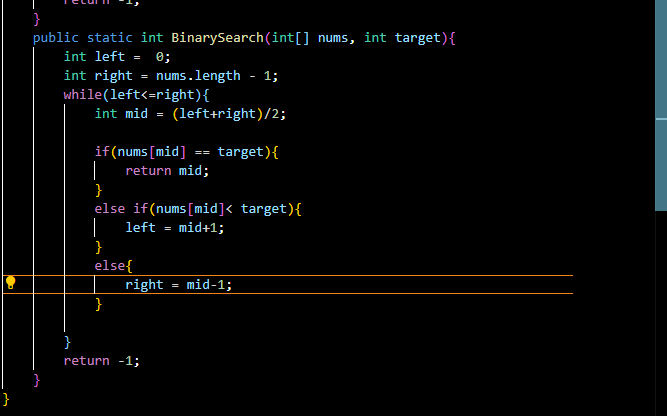 return -1;
}
public static int BinarySearch(int[] nums, int target){
int left =  0;
int right = nums.length - 1;
while(left<=right){
int mid = (left+right)/2;
if(nums[mid] == target){
return mid;
}
else if(nums[mid]< target){
left = mid+1;
}
else{
right = mid-1;
}
}
return -1;
}
}